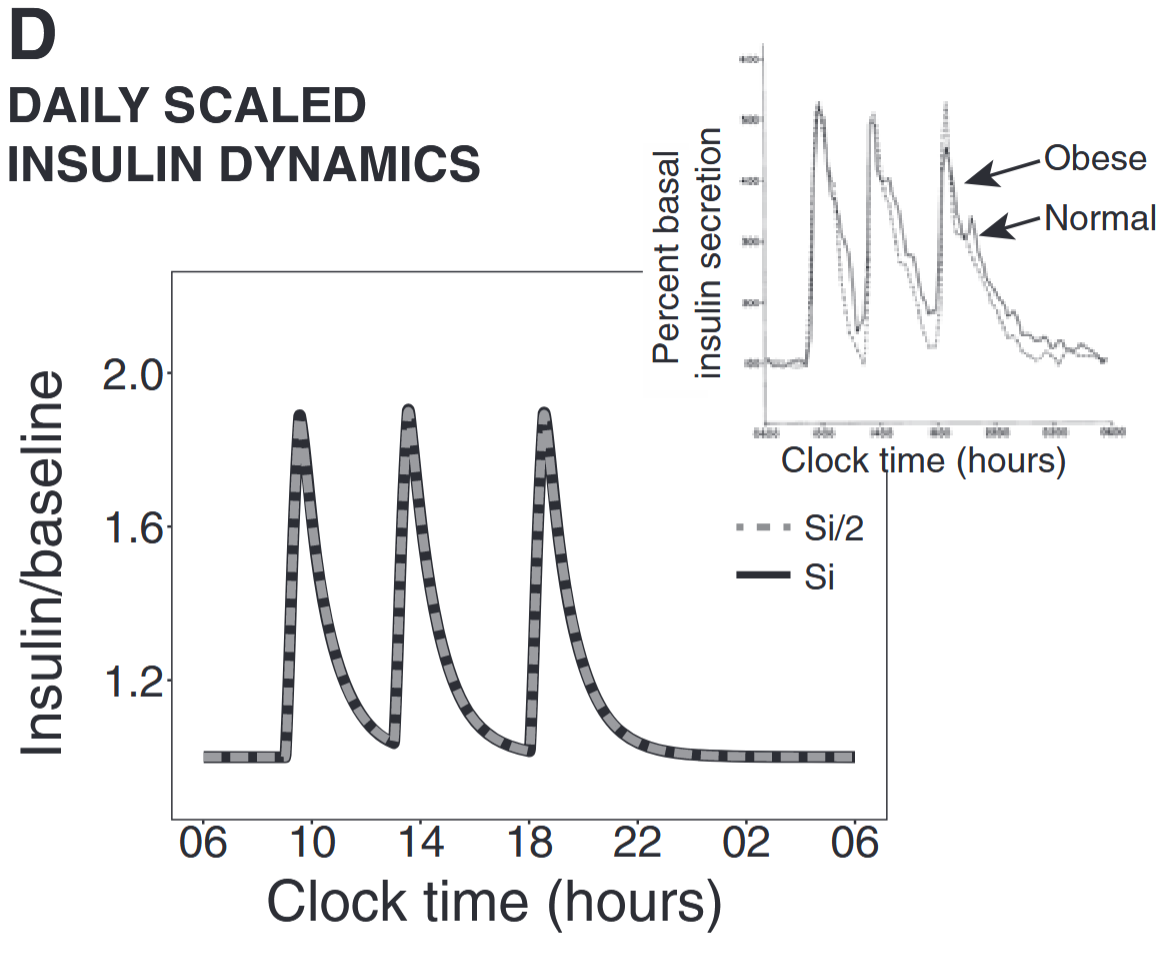 D
DAILY SCALED
INSULIN DYNAMICS
Percent basal
insulin secretion
Obese
Normal
Clock time (hours)
Insulin/baseline
2.0
1.6
1.2
Si/2
Si
06 10 14 18 22 02 06
Clock time (hours)